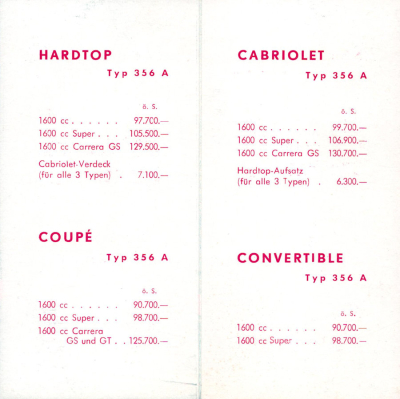 HARDTOP
Typ 356 A
ö. S.
1600 cc . . . . . . 97.700.—
1600 cc Super . . . 105.500.—
1600 cc Carrera GS 129.500.—
Cabriolet-Verdeck
(für alle 3 Typen) . 7.100.—
COUPÉ
Typ 356 A
ö. S.
1600 cc . . . . . . 90.700.—
1600 cc Super . . . 98.700.—
1600 cc Carrera
GS und GT . . 125.700.—
CABRIOLET
Typ 356 A
ö. S.
1600 cc . . . . . . 99.700.—
1600 cc Super . . . 106.900.—
1600 cc Carrera GS 130.700.—
Hardtop-Aufsatz
(für alle 3 Typen) . 6.300.—
CONVERTIBLE
Typ 356 A
ö. S.
1600 cc . . . . . . 90.700.—
1600 cc Super . . . 98.700.—